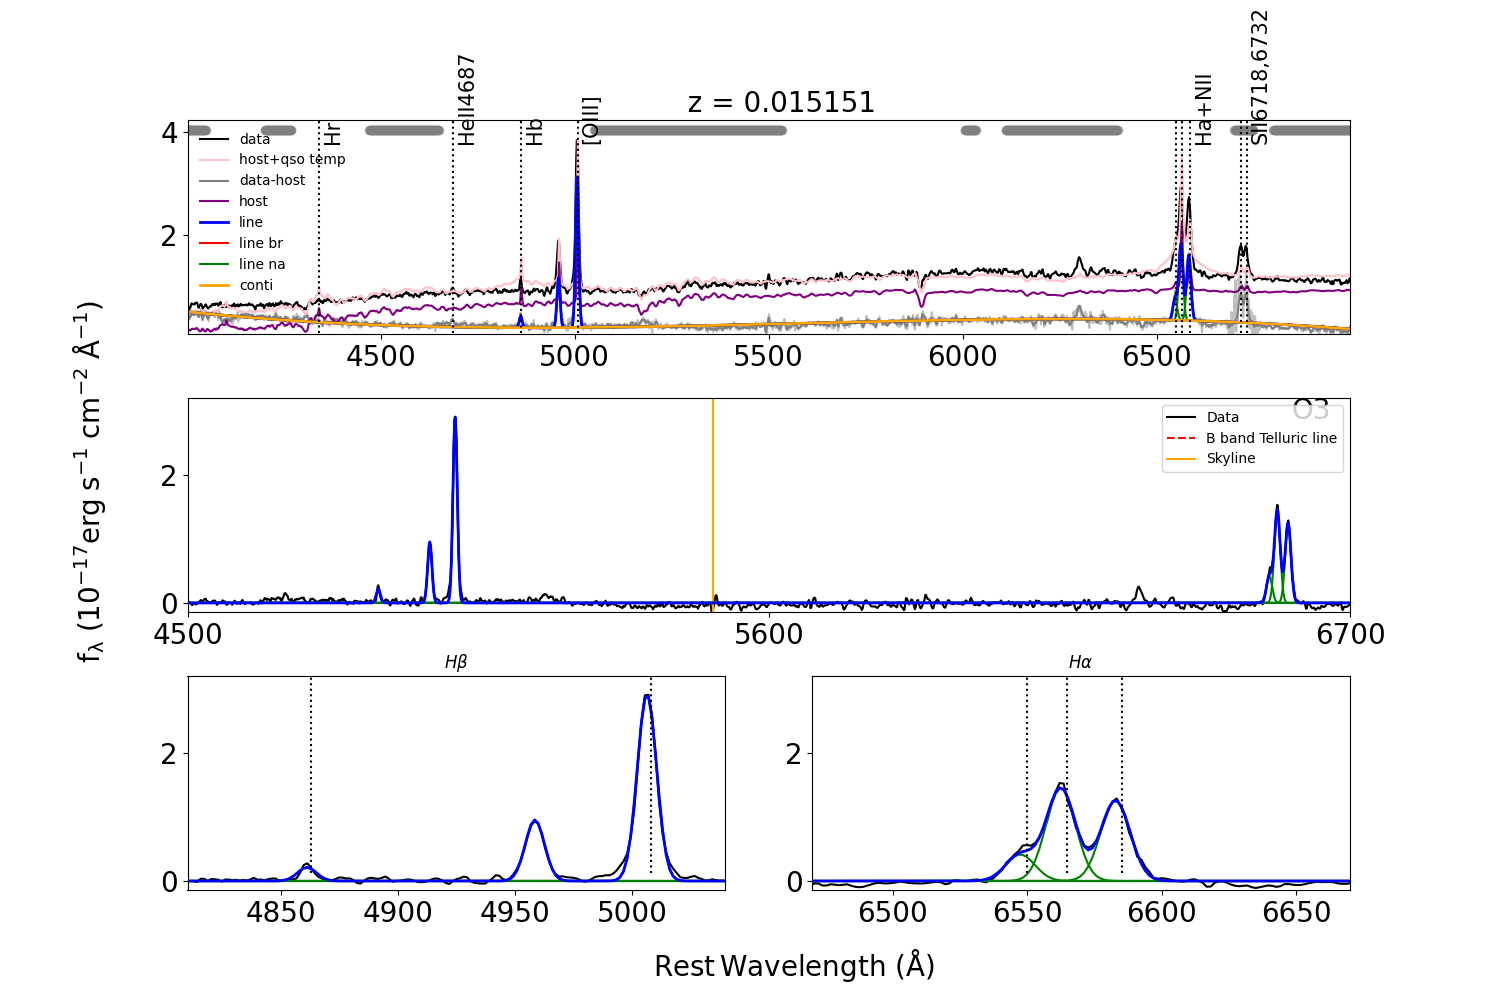 z = 0.015151
Hr
HeII4687
Hb
[OIII]
Ha+NII
SII6718,6732
data
host+qso temp
data-host
host
line
line br
line na
conti
4
2
4500
5000
5500
6000
6500
f_λ (10^{-17}erg s^{-1} cm^{-2} Å^{-1})
O3
Data
B band Telluric line
Skyline
2
0
4500
5600
6700
Hβ
2
0
4850
4900
4950
5000
Hα
2
0
6500
6550
6600
6650
Rest Wavelength (Å)